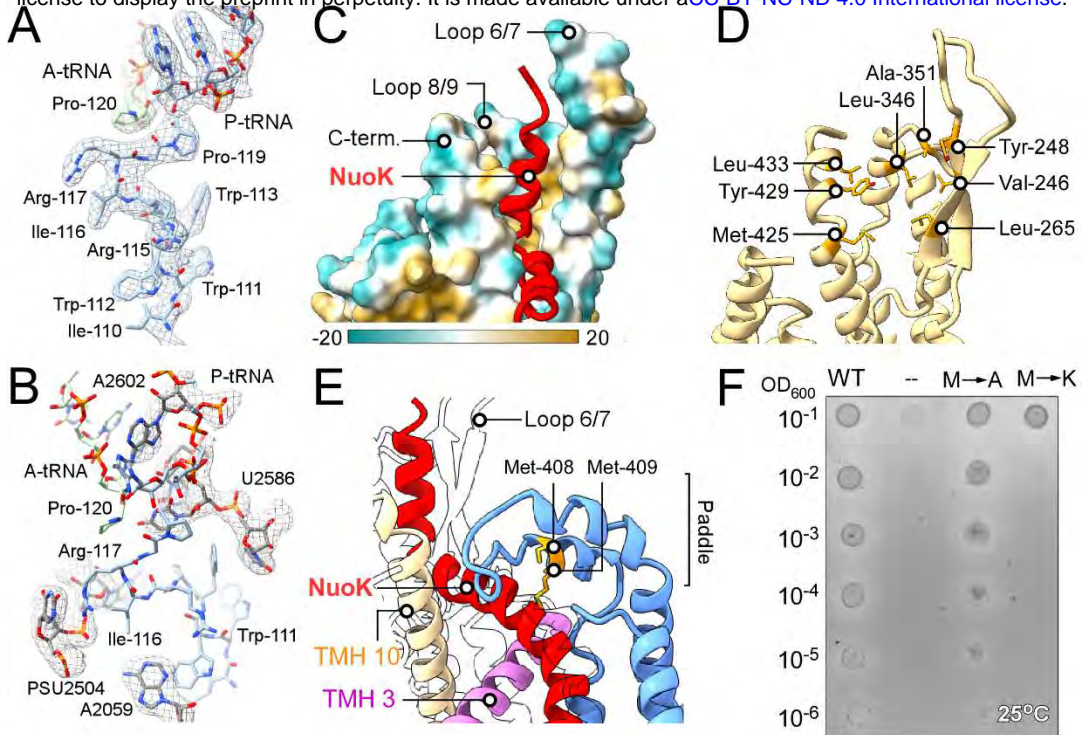 license to display the preprint in perpetuity. It is made available under aCC-BY-NC-ND 4.0 International license.
A
A-tRNA
Pro-120
P-tRNA
Pro-119
Arg-117
Trp-113
Ile-116
Arg-115
Trp-112
Trp-111
Ile-110
C
Loop 6/7
Loop 8/9
C-term.
NuoK
-20
20
D
Ala-351
Leu-346
Tyr-248
Leu-433
Tyr-429
Val-246
Met-425
Leu-265
B
A2602
P-tRNA
A-tRNA
U2586
Pro-120
Arg-117
Ile-116
Trp-111
PSU2504
A2059
E
Loop 6/7
Met-408
Met-409
Paddle
NuoK
TMH 10
TMH 3
F
OD600
WT
--
M→A
M→K
10-1
10-2
10-3
10-4
10-5
10-6
25°C